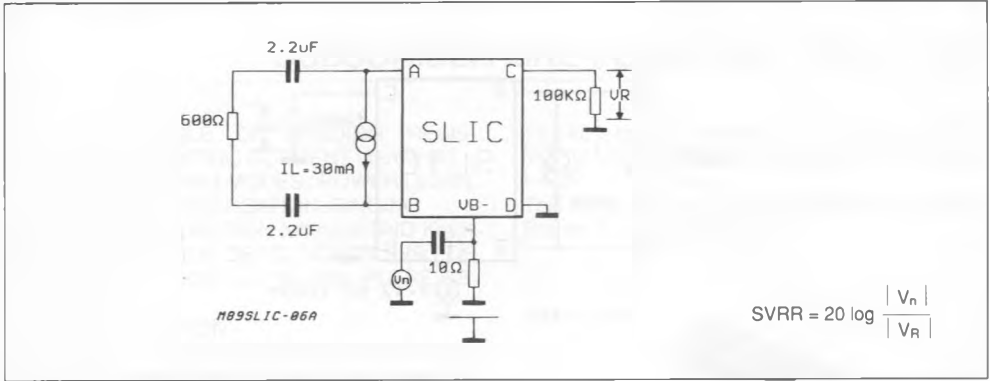 2.2uF
A
C
100KΩ
VR
600Ω
SLIC
IL=30mA
B
VB-
D
2.2uF
10Ω
Vn
M09SLIC-06A
SVRR = 20 log | Vn | / | VR |